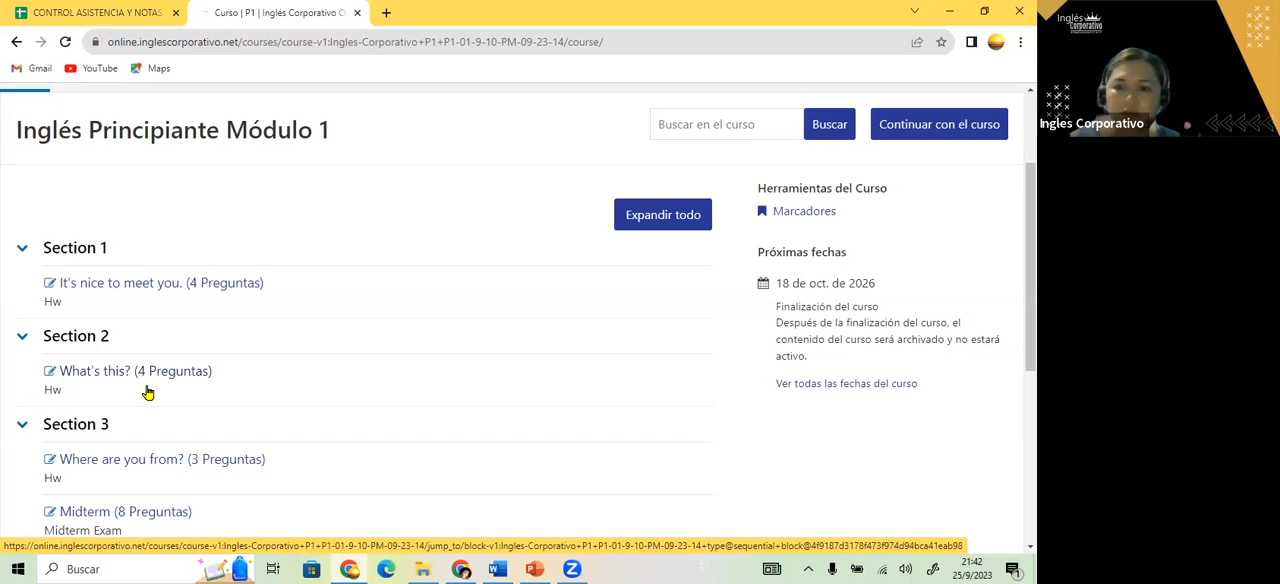 CONTROL ASISTENCIA Y NOTAS
Curso | P1 | Inglés Corporativo O
online.inglescorporativo.net/courses/course-v1:Ingles-Corporativo+P1+P1-01-9-10-PM-09-23-14/course/
Gmail
YouTube
Maps
Inglés Principiante Módulo 1
Buscar en el curso
Buscar
Continuar con el curso
Expandir todo
Section 1
It's nice to meet you. (4 Preguntas)
Hw
Section 2
What's this? (4 Preguntas)
Hw
Section 3
Where are you from? (3 Preguntas)
Hw
Midterm (8 Preguntas)
Midterm Exam
Herramientas del Curso
Marcadores
Próximas fechas
18 de oct. de 2026
Finalización del curso
Después de la finalización del curso, el
contenido del curso será archivado y no estará
activo.
Ver todas las fechas del curso
https://online.inglescorporativo.net/courses/course-v1:Ingles-Corporativo+P1+P1-01-9-10-PM-09-23-14/jump_to/block-v1:Ingles-Corporativo+P1+P1-01-9-10-PM-09-23-14+type@sequential+block@4f9187d3178f473f974d94bca41eab98
Buscar
21:42
25/9/2023
1
Inglés
Corporativo
Ingles Corporativo